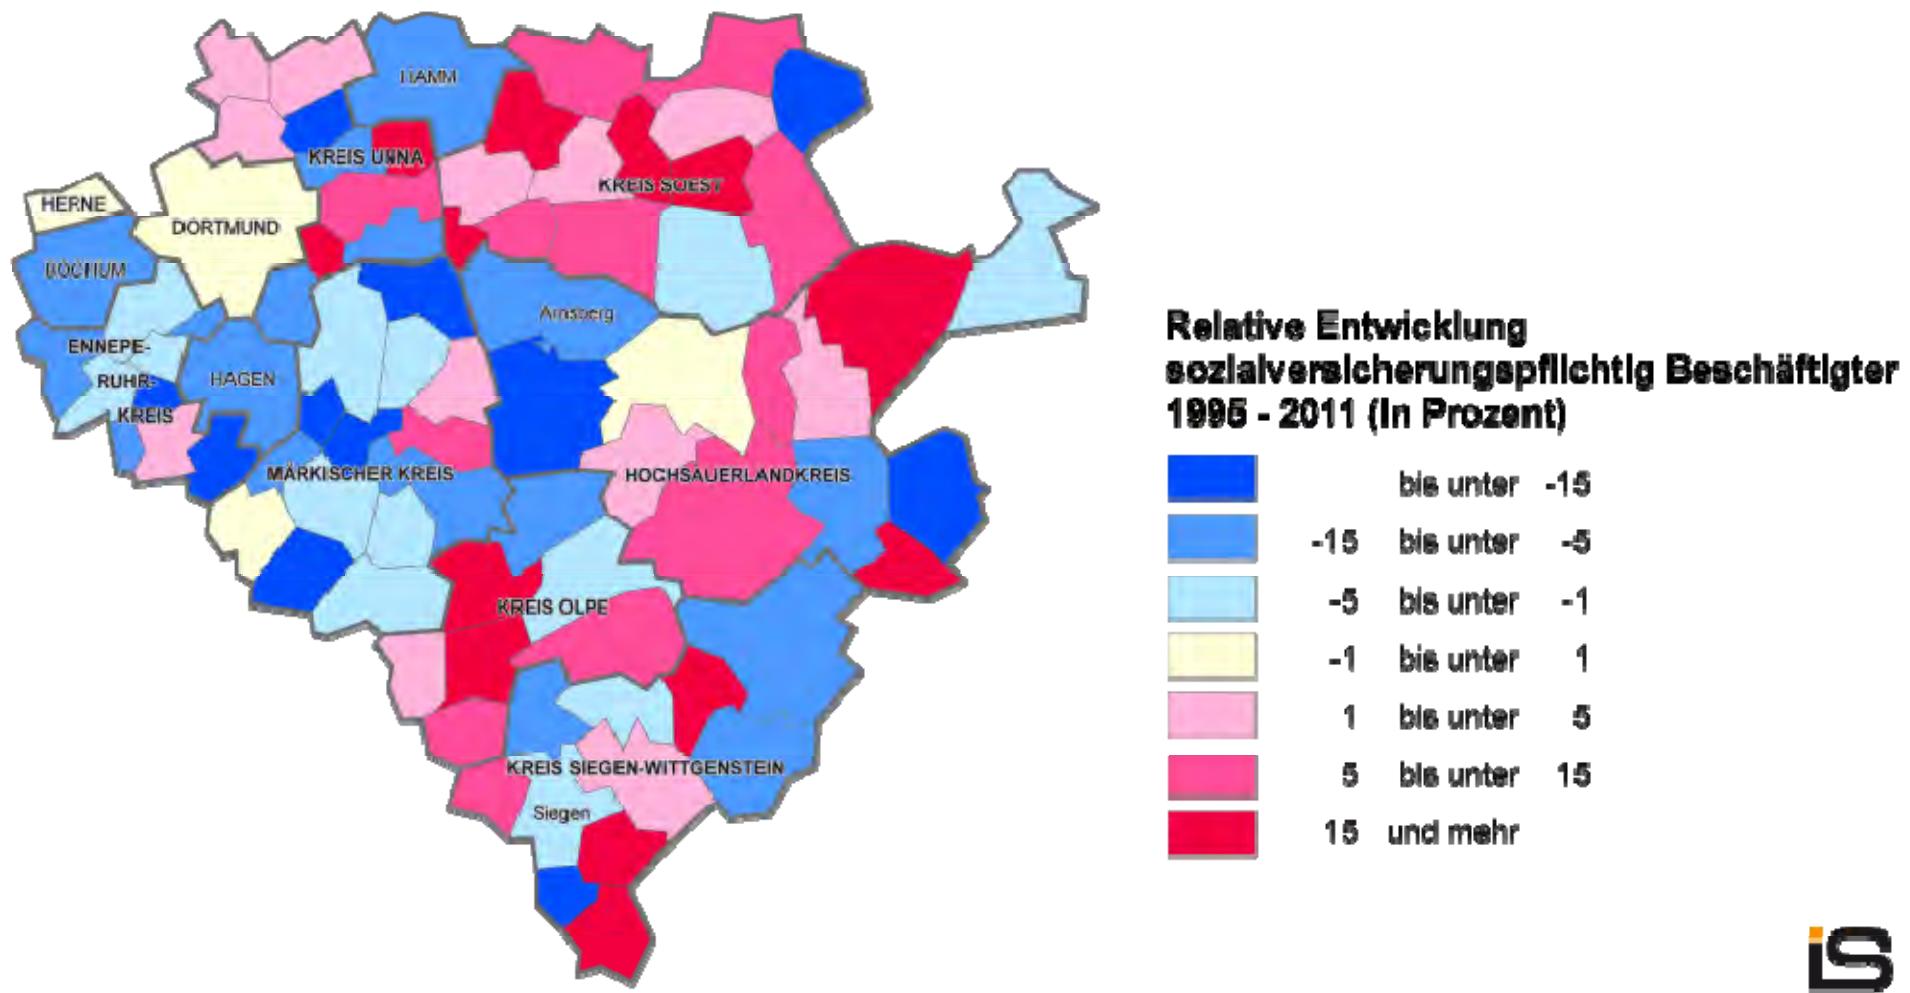 HAMM
KREIS UNNA
KREIS SOEST
HERNE
DORTMUND
BOCHUM
Arnsberg
ENNEPE-
RUHR-
KREIS
HAGEN
MÄRKISCHER KREIS
HOCHSAUERLANDKREIS
KREIS OLPE
KREIS SIEGEN-WITTGENSTEIN
Siegen
Relative Entwicklung
sozialversicherungspflichtig Beschäftigter
1995 - 2011 (in Prozent)
bis unter -15
-15 bis unter -5
-5 bis unter -1
-1 bis unter 1
1 bis unter 5
5 bis unter 15
15 und mehr
iS